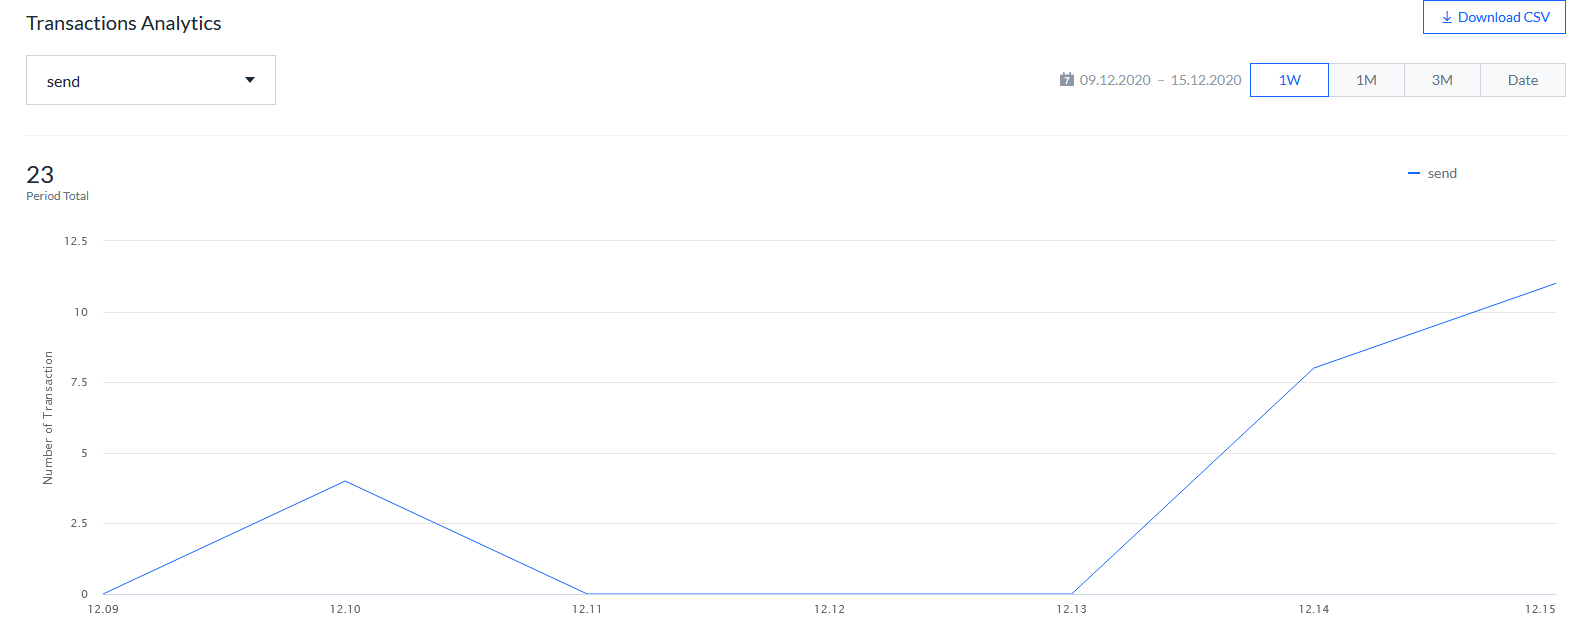 Transactions Analytics
Download CSV
send
7 09.12.2020 – 15.12.2020 1W 1M 3M Date
23
Period Total
send
Number of Transaction
12.5
10
7.5
5
2.5
0
12.09 12.10 12.11 12.12 12.13 12.14 12.15